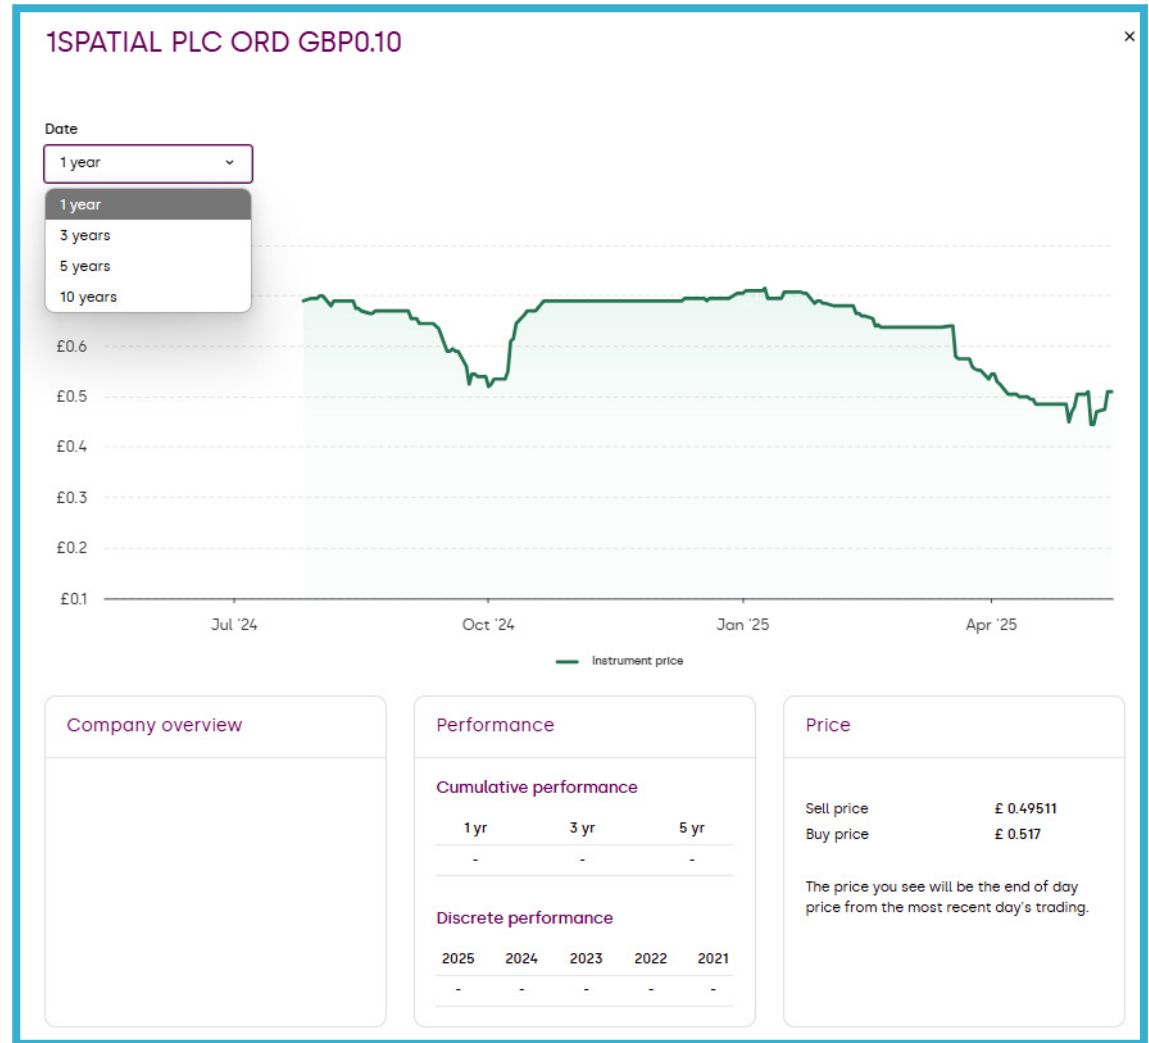 1SPATIAL PLC ORD GBP0.10
×
Date
1 year
1 year
3 years
5 years
10 years
£0.6
£0.5
£0.4
£0.3
£0.2
£0.1
Jul '24 Oct '24 Jan '25 Apr '25
Instrument price
Company overview
Performance
Cumulative performance
1 yr 3 yr 5 yr
- - -
Discrete performance
2025 2024 2023 2022 2021
- - - - -
Price
Sell price £ 0.49511
Buy price £ 0.517
The price you see will be the end of day
price from the most recent day's trading.